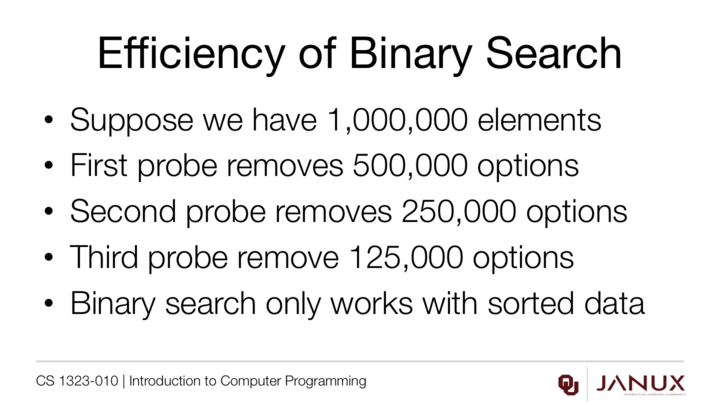 Efficiency of Binary Search
• Suppose we have 1,000,000 elements
• First probe removes 500,000 options
• Second probe removes 250,000 options
• Third probe remove 125,000 options
• Binary search only works with sorted data
CS 1323-010 | Introduction to Computer Programming
JANUX
INTERACTIVE LEARNING COMMUNITY